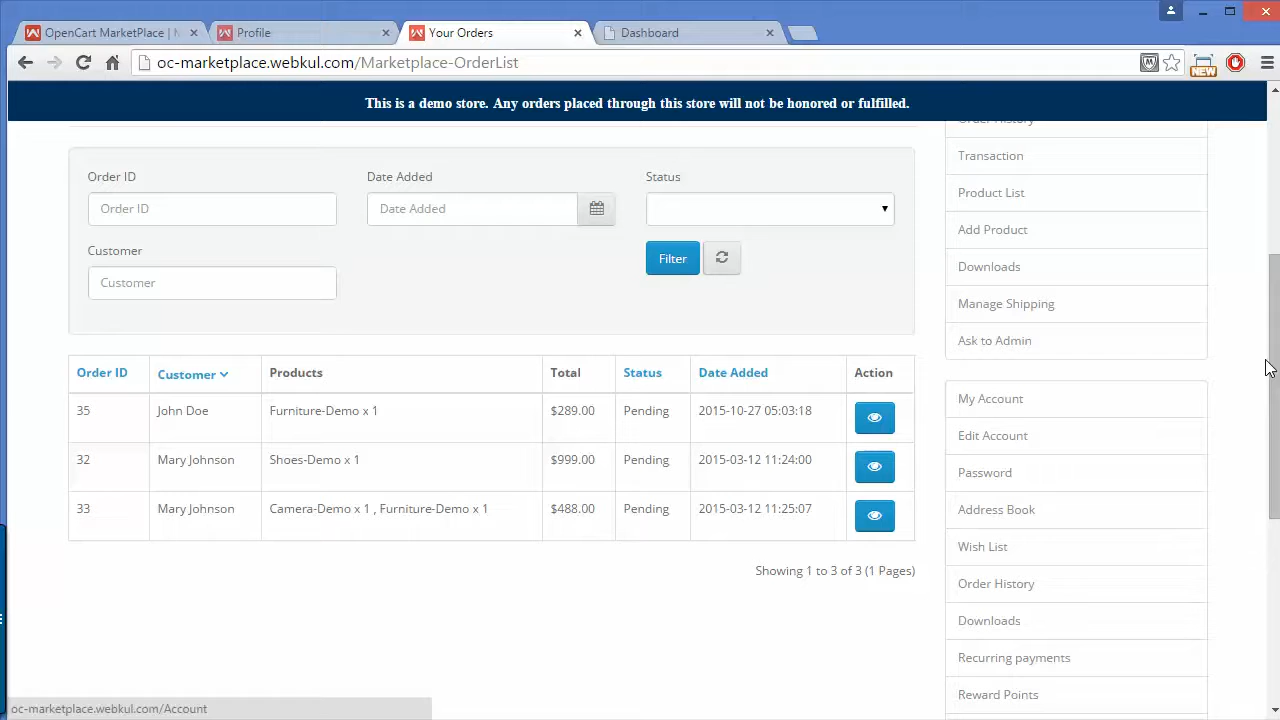 OpenCart MarketPlace | M
Profile
Your Orders
Dashboard
oc-marketplace.webkul.com/Marketplace-OrderList
NEW
This is a demo store. Any orders placed through this store will not be honored or fulfilled.
Order History
Transaction
Product List
Add Product
Downloads
Manage Shipping
Ask to Admin
Order ID Date Added Status
Order ID Date Added
Customer
Filter
Customer
Order ID Customer Products Total Status Date Added Action
35 John Doe Furniture-Demo x 1 $289.00 Pending 2015-10-27 05:03:18
32 Mary Johnson Shoes-Demo x 1 $999.00 Pending 2015-03-12 11:24:00
33 Mary Johnson Camera-Demo x 1 , Furniture-Demo x 1 $488.00 Pending 2015-03-12 11:25:07
Showing 1 to 3 of 3 (1 Pages)
My Account
Edit Account
Password
Address Book
Wish List
Order History
Downloads
Recurring payments
Reward Points
oc-marketplace.webkul.com/Account